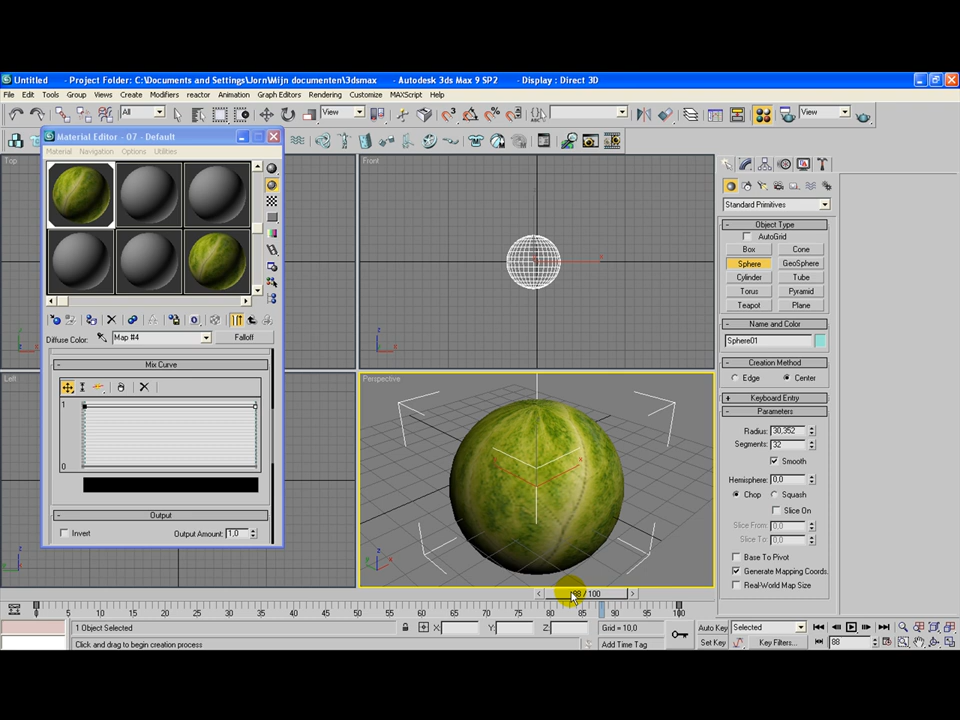 Untitled - Project Folder: C:\Documents and Settings\Jorn\Mijn documenten\3dsmax - Autodesk 3ds Max 9 SP2 - Display : Direct 3D
File Edit Tools Group Views Create Modifiers reactor Animation Graph Editors Rendering Customize MAXScript Help
All View View
Material Editor - 07 - Default
Material Navigation Options Utilities
Top
Front
Diffuse Color: Map #4 Falloff
Mix Curve
1
0
Output
Invert Output Amount: 1,0
Left
Perspective
Standard Primitives
Object Type
AutoGrid
Box Cone
Sphere GeoSphere
Cylinder Tube
Torus Pyramid
Teapot Plane
Name and Color
Sphere01
Creation Method
Edge Center
Keyboard Entry
Parameters
Radius: 30,352
Segments: 32
Smooth
Hemisphere: 0,0
Chop Squash
Slice On
Slice From: 0,0
Slice To: 0,0
Base To Pivot
Generate Mapping Coords.
Real-World Map Size
88 / 100
5 10 15 20 25 30 35 40 45 50 55 60 65 70 75 80 85 90 95 100
1 Object Selected X: Y: Z: Grid = 10,0 Auto Key Selected
Click and drag to begin creation process Add Time Tag Set Key Key Filters... 88